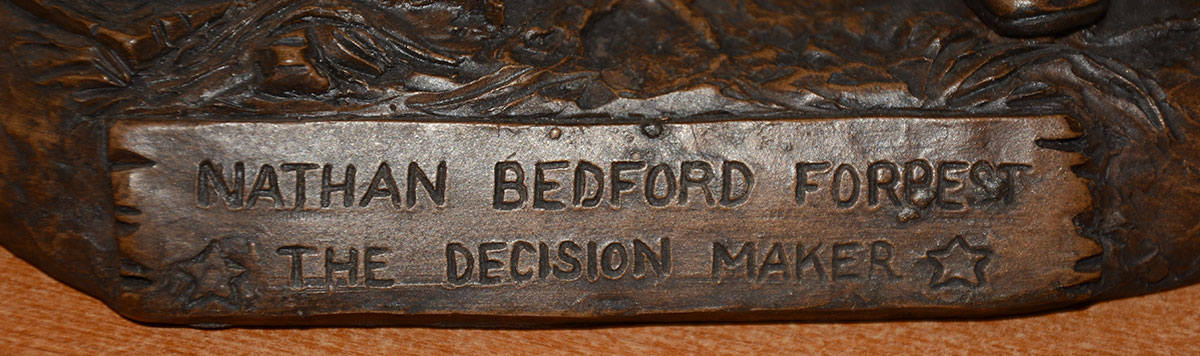 NATHAN BEDFORD FORREST
THE DECISION MAKER